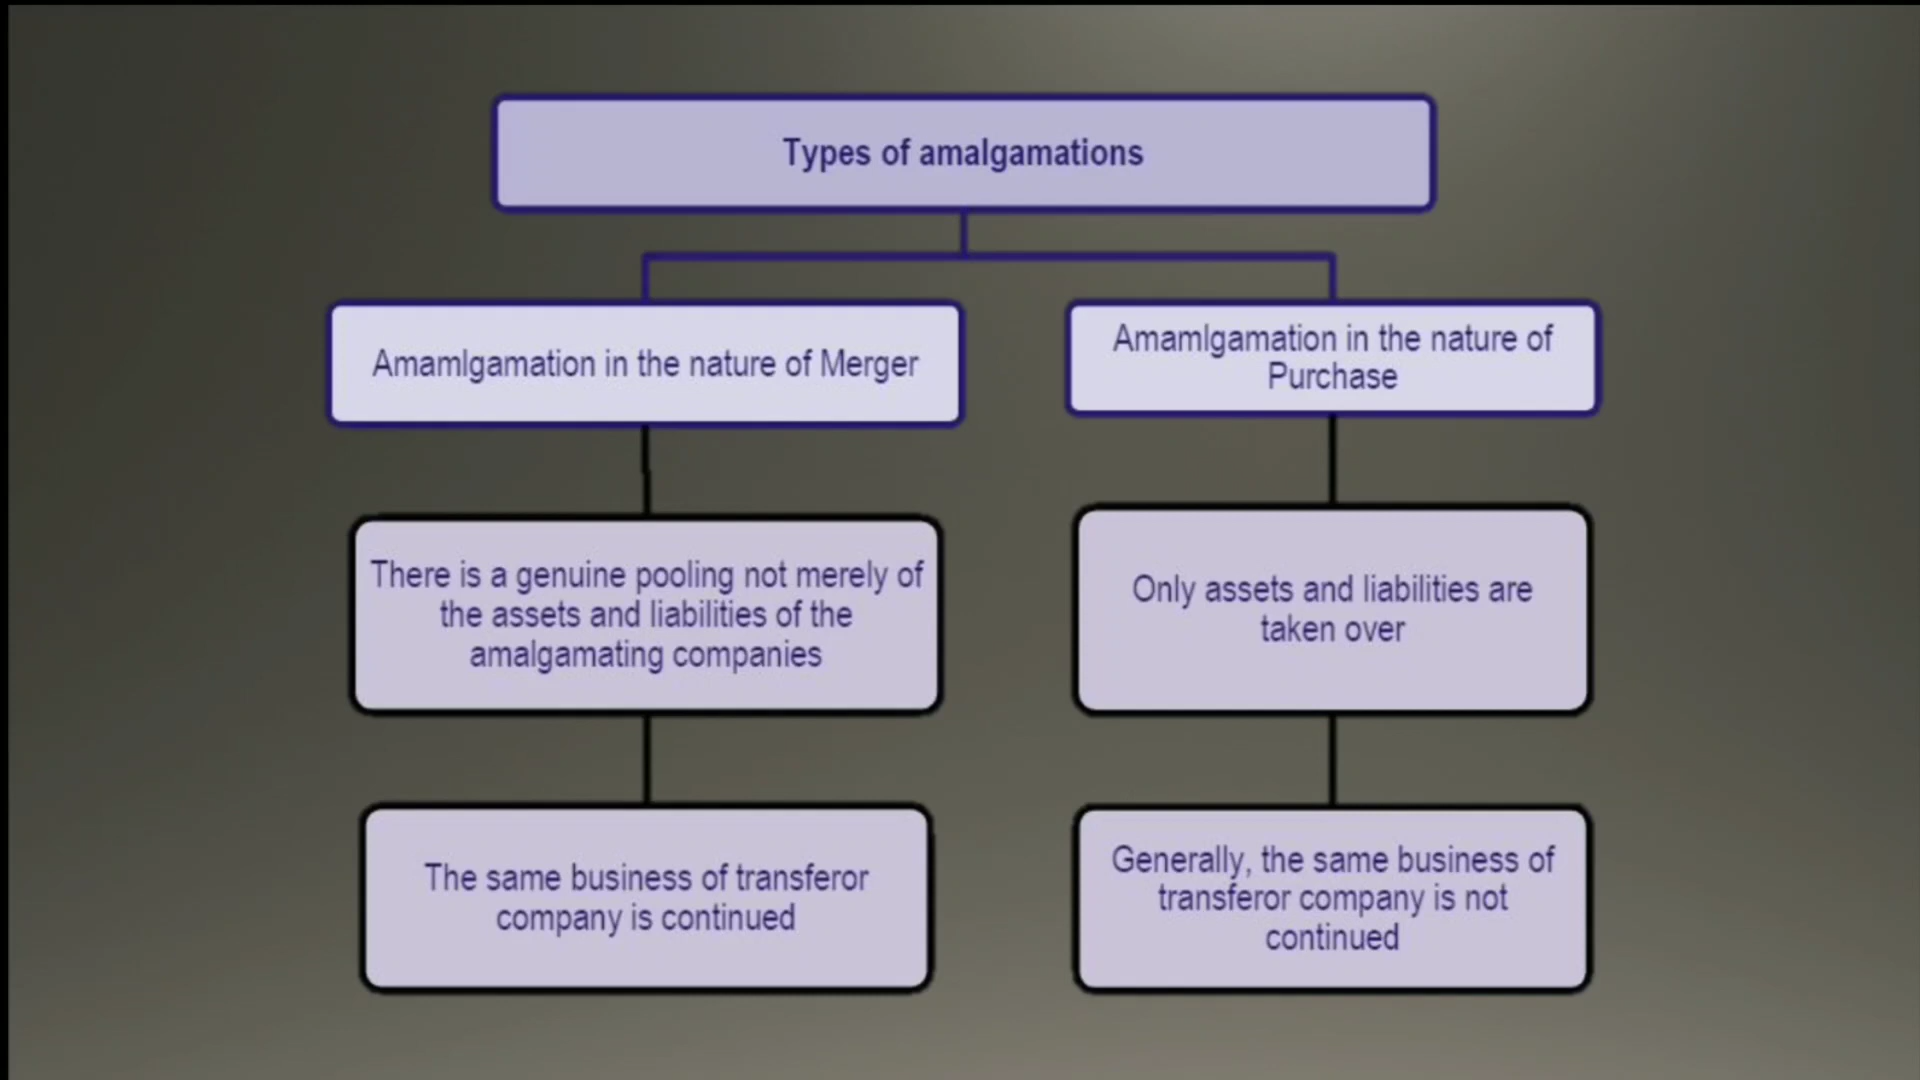 Types of amalgamations
Amamlgamation in the nature of Merger
Amamlgamation in the nature of
Purchase
There is a genuine pooling not merely of
the assets and liabilities of the
amalgamating companies
Only assets and liabilities are
taken over
The same business of transferor
company is continued
Generally, the same business of
transferor company is not
continued